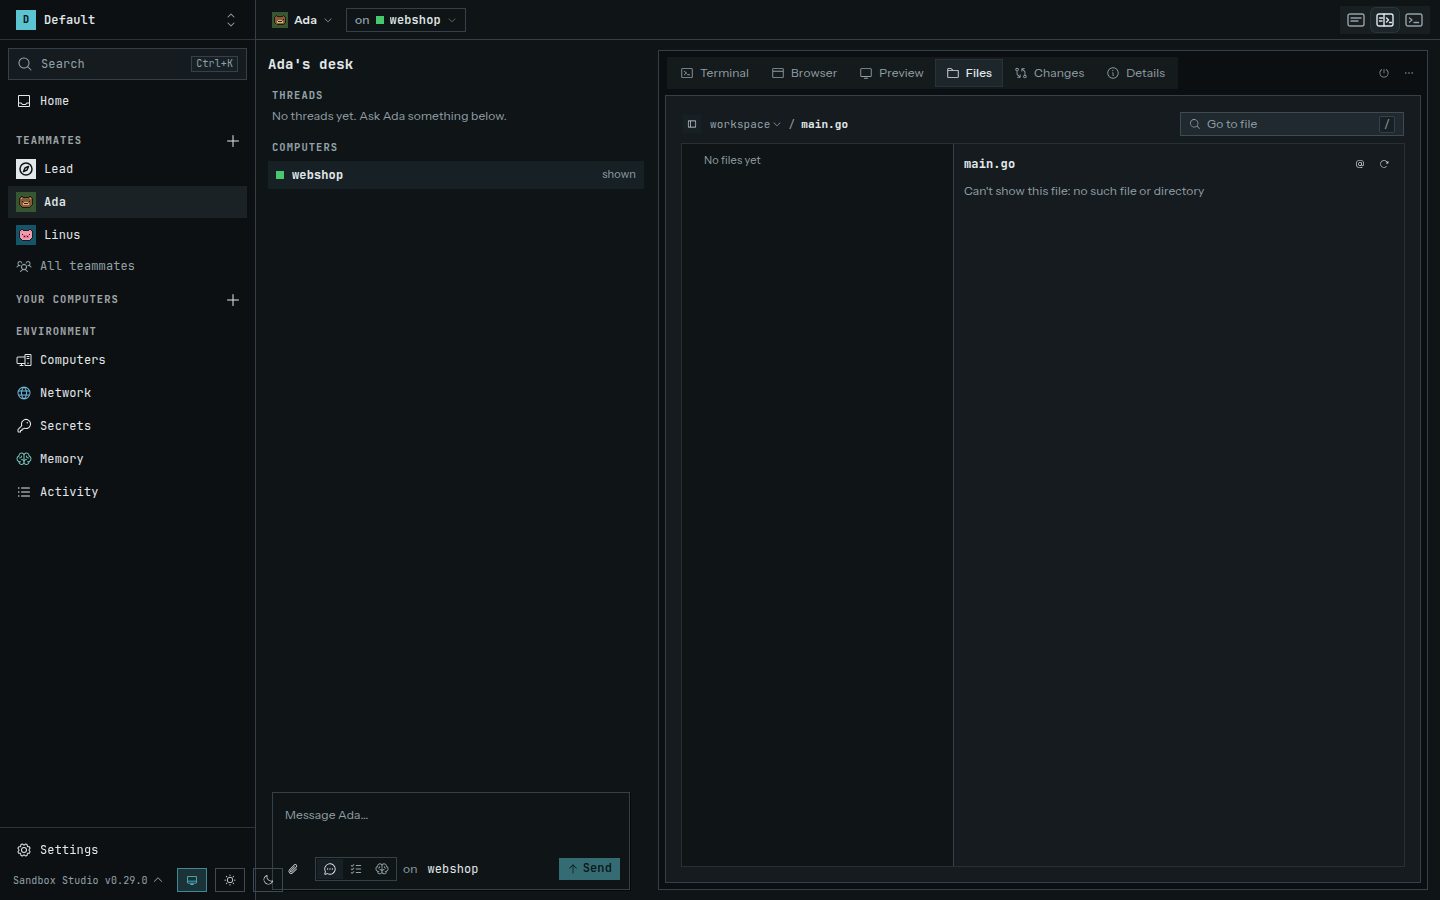 D Default
Search Ctrl+K
Home
TEAMMATES
Lead
Ada
Linus
All teammates
YOUR COMPUTERS
ENVIRONMENT
Computers
Network
Secrets
Memory
Activity
Settings
Sandbox Studio v0.29.0
Ada on webshop
Ada's desk
THREADS
No threads yet. Ask Ada something below.
COMPUTERS
webshop shown
Message Ada…
on webshop Send
Terminal Browser Preview Files Changes Details
workspace / main.go Go to file /
No files yet
main.go
Can't show this file: no such file or directory